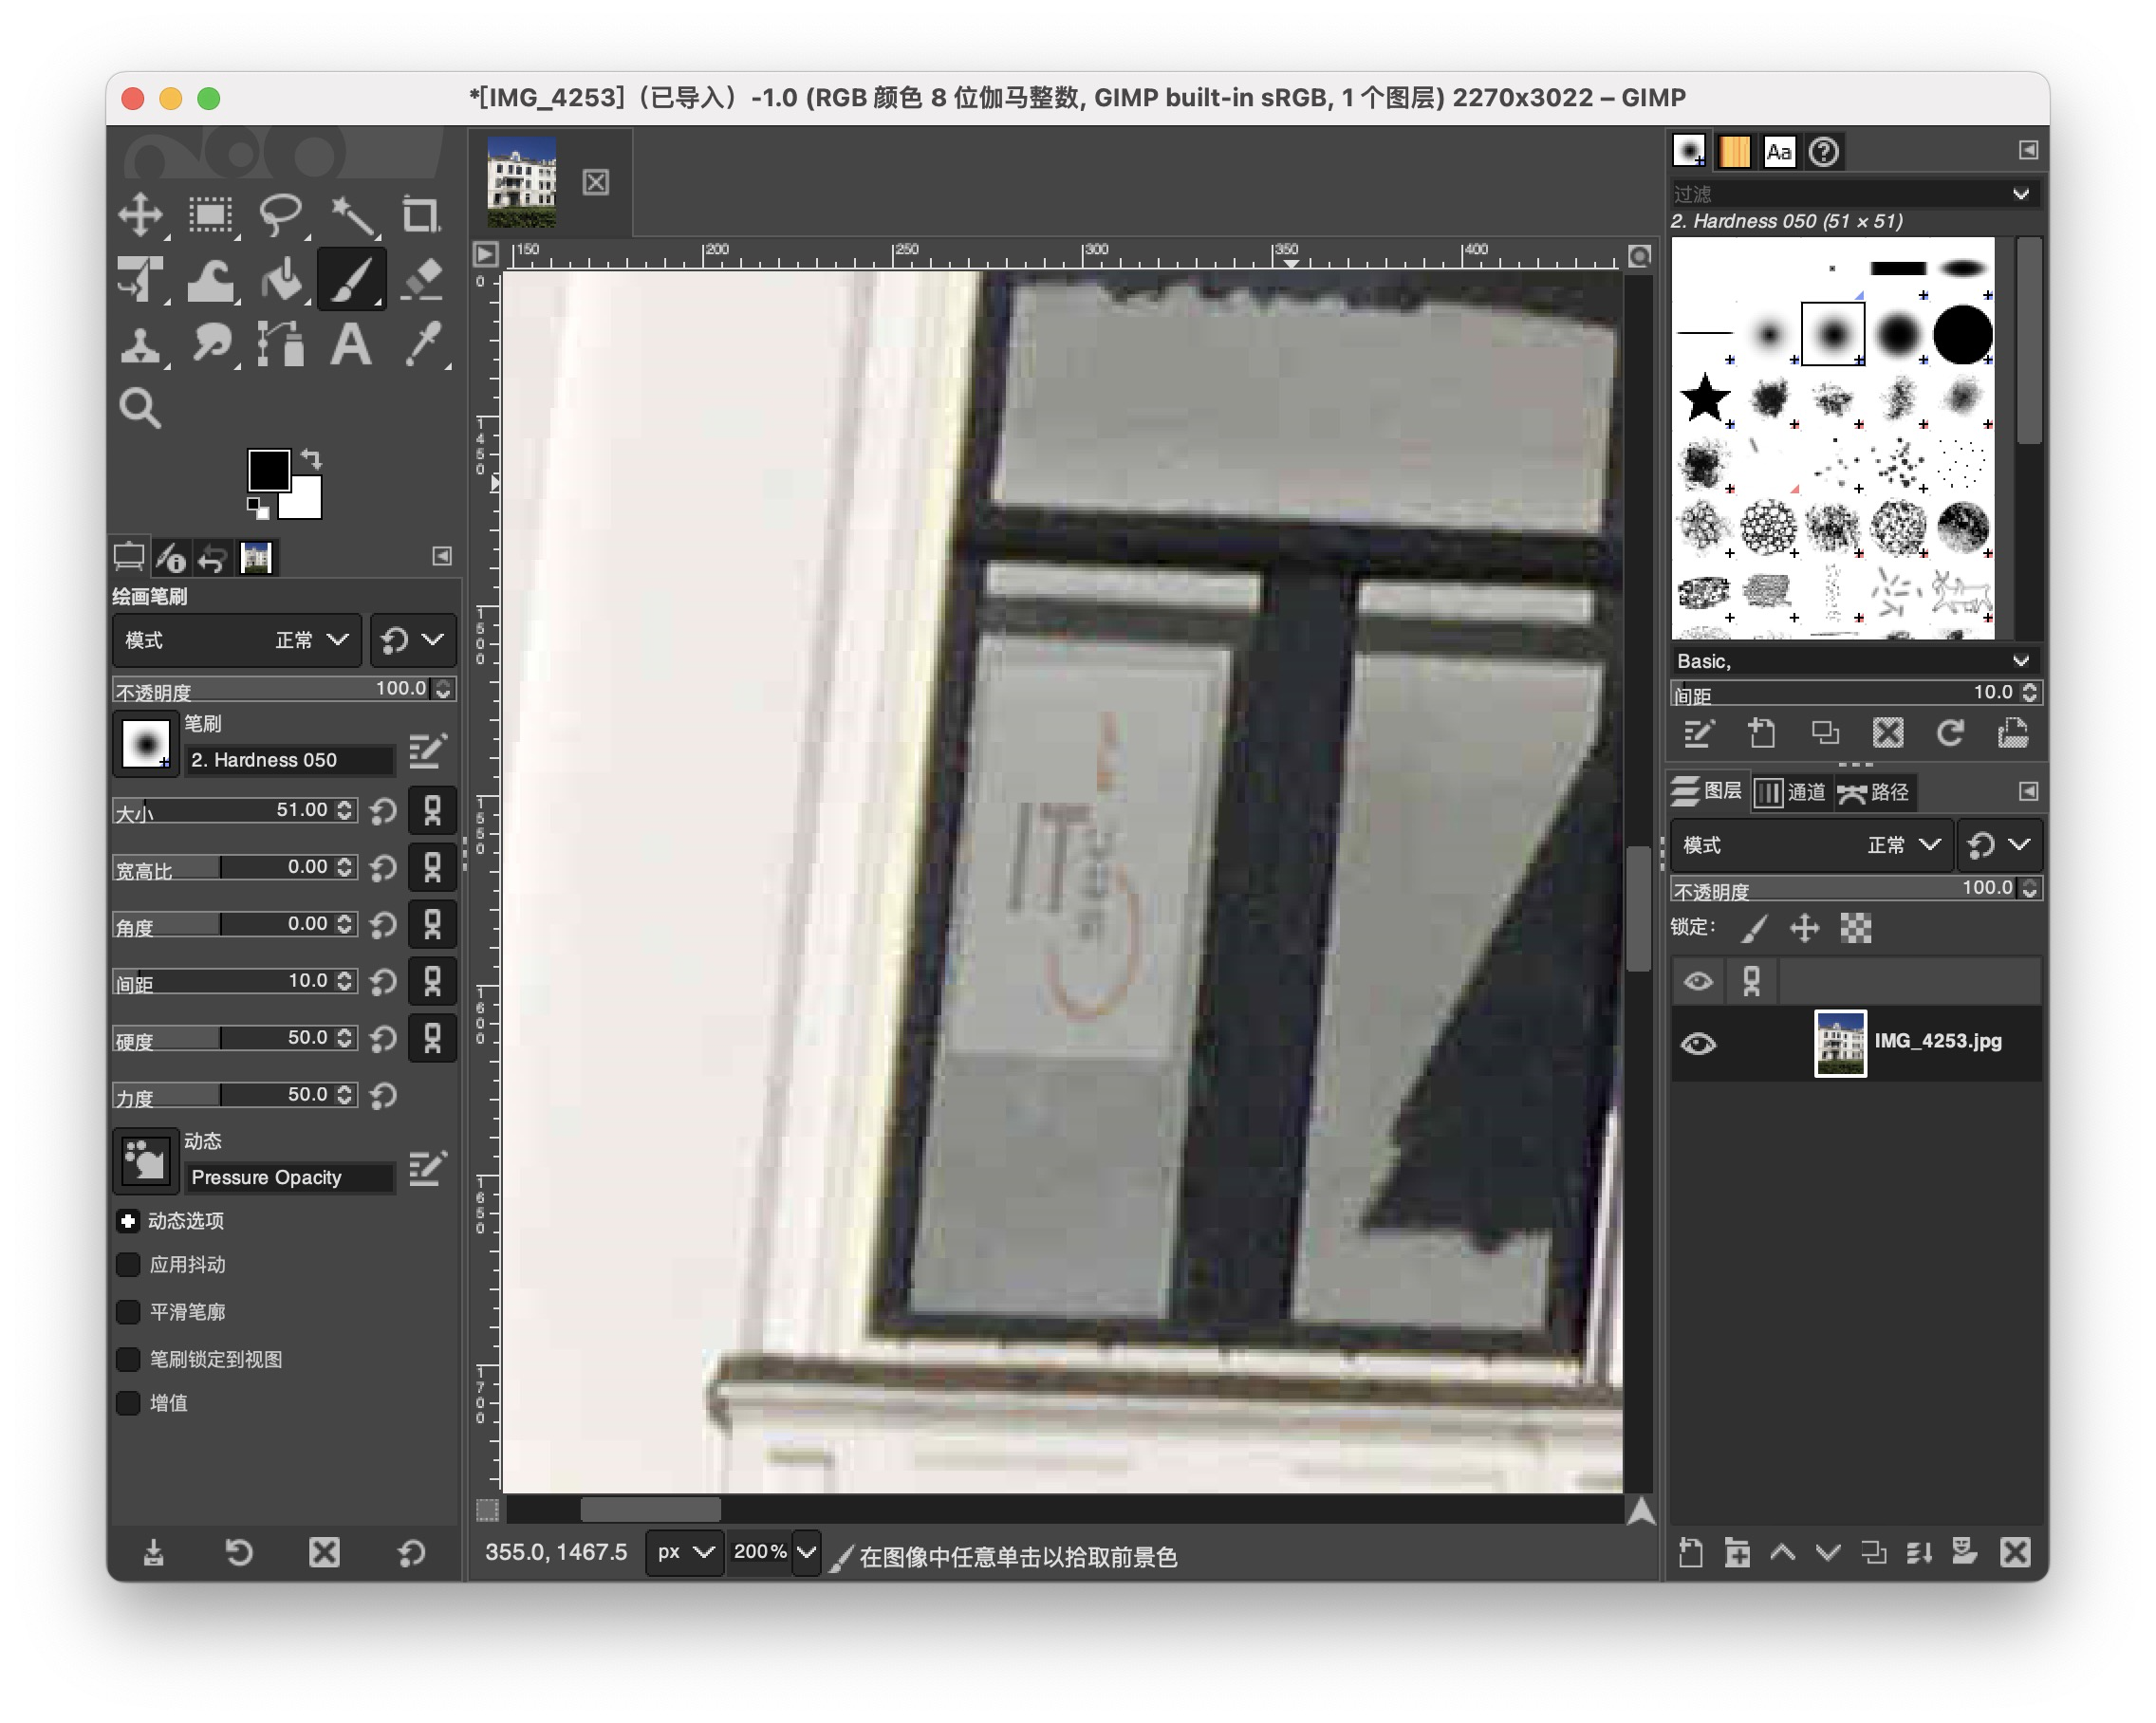 *[IMG_4253]（已导入）-1.0 (RGB 颜色 8 位伽马整数, GIMP built-in sRGB, 1 个图层) 2270x3022 – GIMP
150 200 250 300 350 400
0
1450
1500
1550
1600
1650
1700
IT
绘画笔刷
模式 正常
不透明度 100.0
笔刷
2. Hardness 050
大小 51.00
宽高比 0.00
角度 0.00
间距 10.0
硬度 50.0
力度 50.0
动态
Pressure Opacity
动态选项
应用抖动
平滑笔廓
笔刷锁定到视图
增值
355.0, 1467.5 px 200% 在图像中任意单击以拾取前景色
Aa
过滤
2. Hardness 050 (51 × 51)
Basic,
间距 10.0
图层 通道 路径
模式 正常
不透明度 100.0
锁定:
IMG_4253.jpg